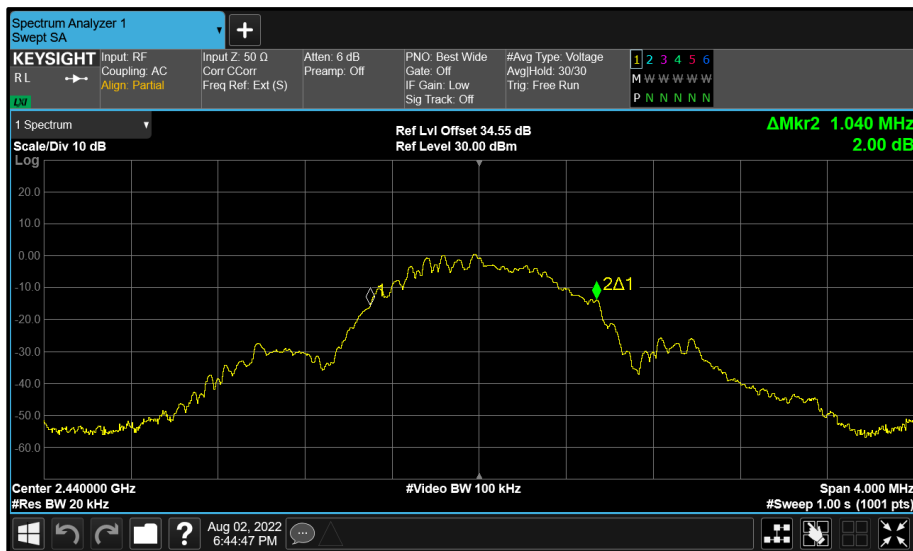 Spectrum Analyzer 1
Swept SA
KEYSIGHT
R L
LXI
Input: RF
Coupling: AC
Align: Partial
Input Z: 50 Ω
Corr CCorr
Freq Ref: Ext (S)
Atten: 6 dB
Preamp: Off
PNO: Best Wide
Gate: Off
IF Gain: Low
Sig Track: Off
#Avg Type: Voltage
Avg|Hold: 30/30
Trig: Free Run
1 2 3 4 5 6
M W W W W W
P N N N N N
1 Spectrum
Scale/Div 10 dB
Ref Lvl Offset 34.55 dB
Ref Level 30.00 dBm
ΔMkr2 1.040 MHz
2.00 dB
Log
20.0
10.0
0.00
-10.0
-20.0
-30.0
-40.0
-50.0
-60.0
1
2Δ1
Center 2.440000 GHz
#Video BW 100 kHz
Span 4.000 MHz
#Res BW 20 kHz
#Sweep 1.00 s (1001 pts)
?
Aug 02, 2022
6:44:47 PM